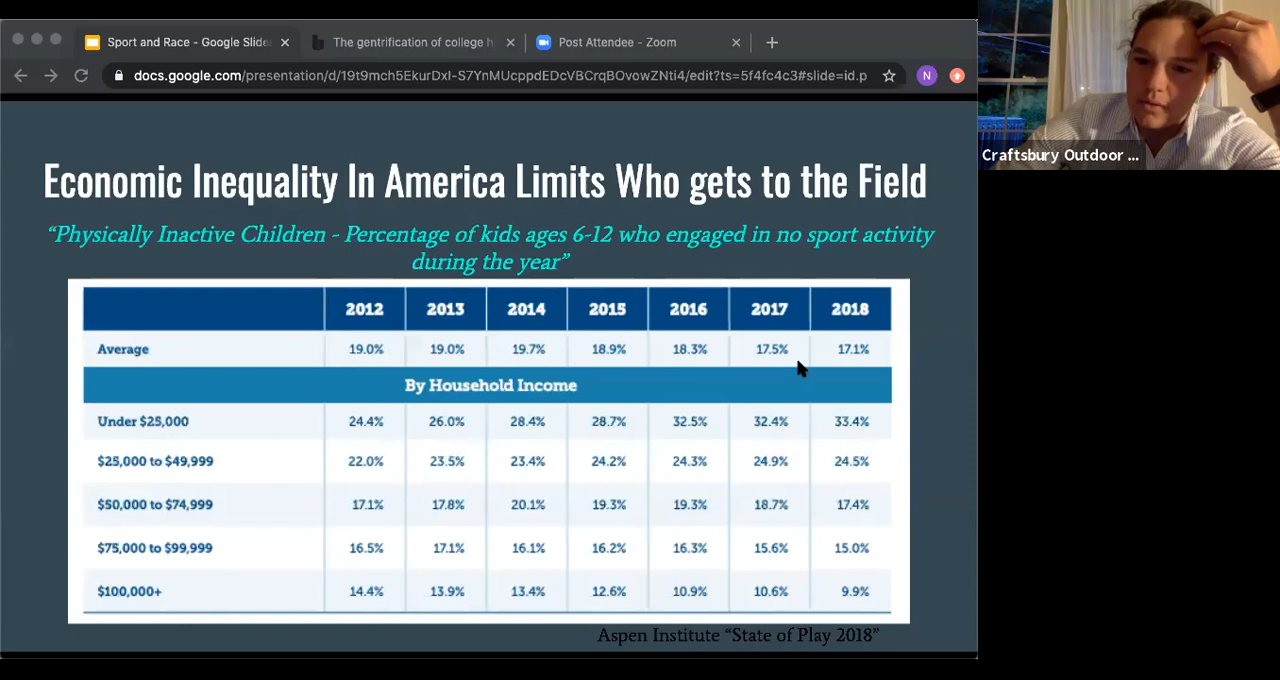 Sport and Race - Google Slide
The gentrification of college h
Post Attendee - Zoom
docs.google.com/presentation/d/19t9mch5EkurDxI-S7YnMUcppdEDcVBCrqBOvowZNti4/edit?ts=5f4fc4c3#slide=id.p
N
Craftsbury Outdoor ...
Economic Inequality In America Limits Who gets to the Field
“Physically Inactive Children - Percentage of kids ages 6-12 who engaged in no sport activity
during the year”
2012 2013 2014 2015 2016 2017 2018
Average 19.0% 19.0% 19.7% 18.9% 18.3% 17.5% 17.1%
By Household Income
Under $25,000 24.4% 26.0% 28.4% 28.7% 32.5% 32.4% 33.4%
$25,000 to $49,999 22.0% 23.5% 23.4% 24.2% 24.3% 24.9% 24.5%
$50,000 to $74,999 17.1% 17.8% 20.1% 19.3% 19.3% 18.7% 17.4%
$75,000 to $99,999 16.5% 17.1% 16.1% 16.2% 16.3% 15.6% 15.0%
$100,000+ 14.4% 13.9% 13.4% 12.6% 10.9% 10.6% 9.9%
Aspen Institute “State of Play 2018”